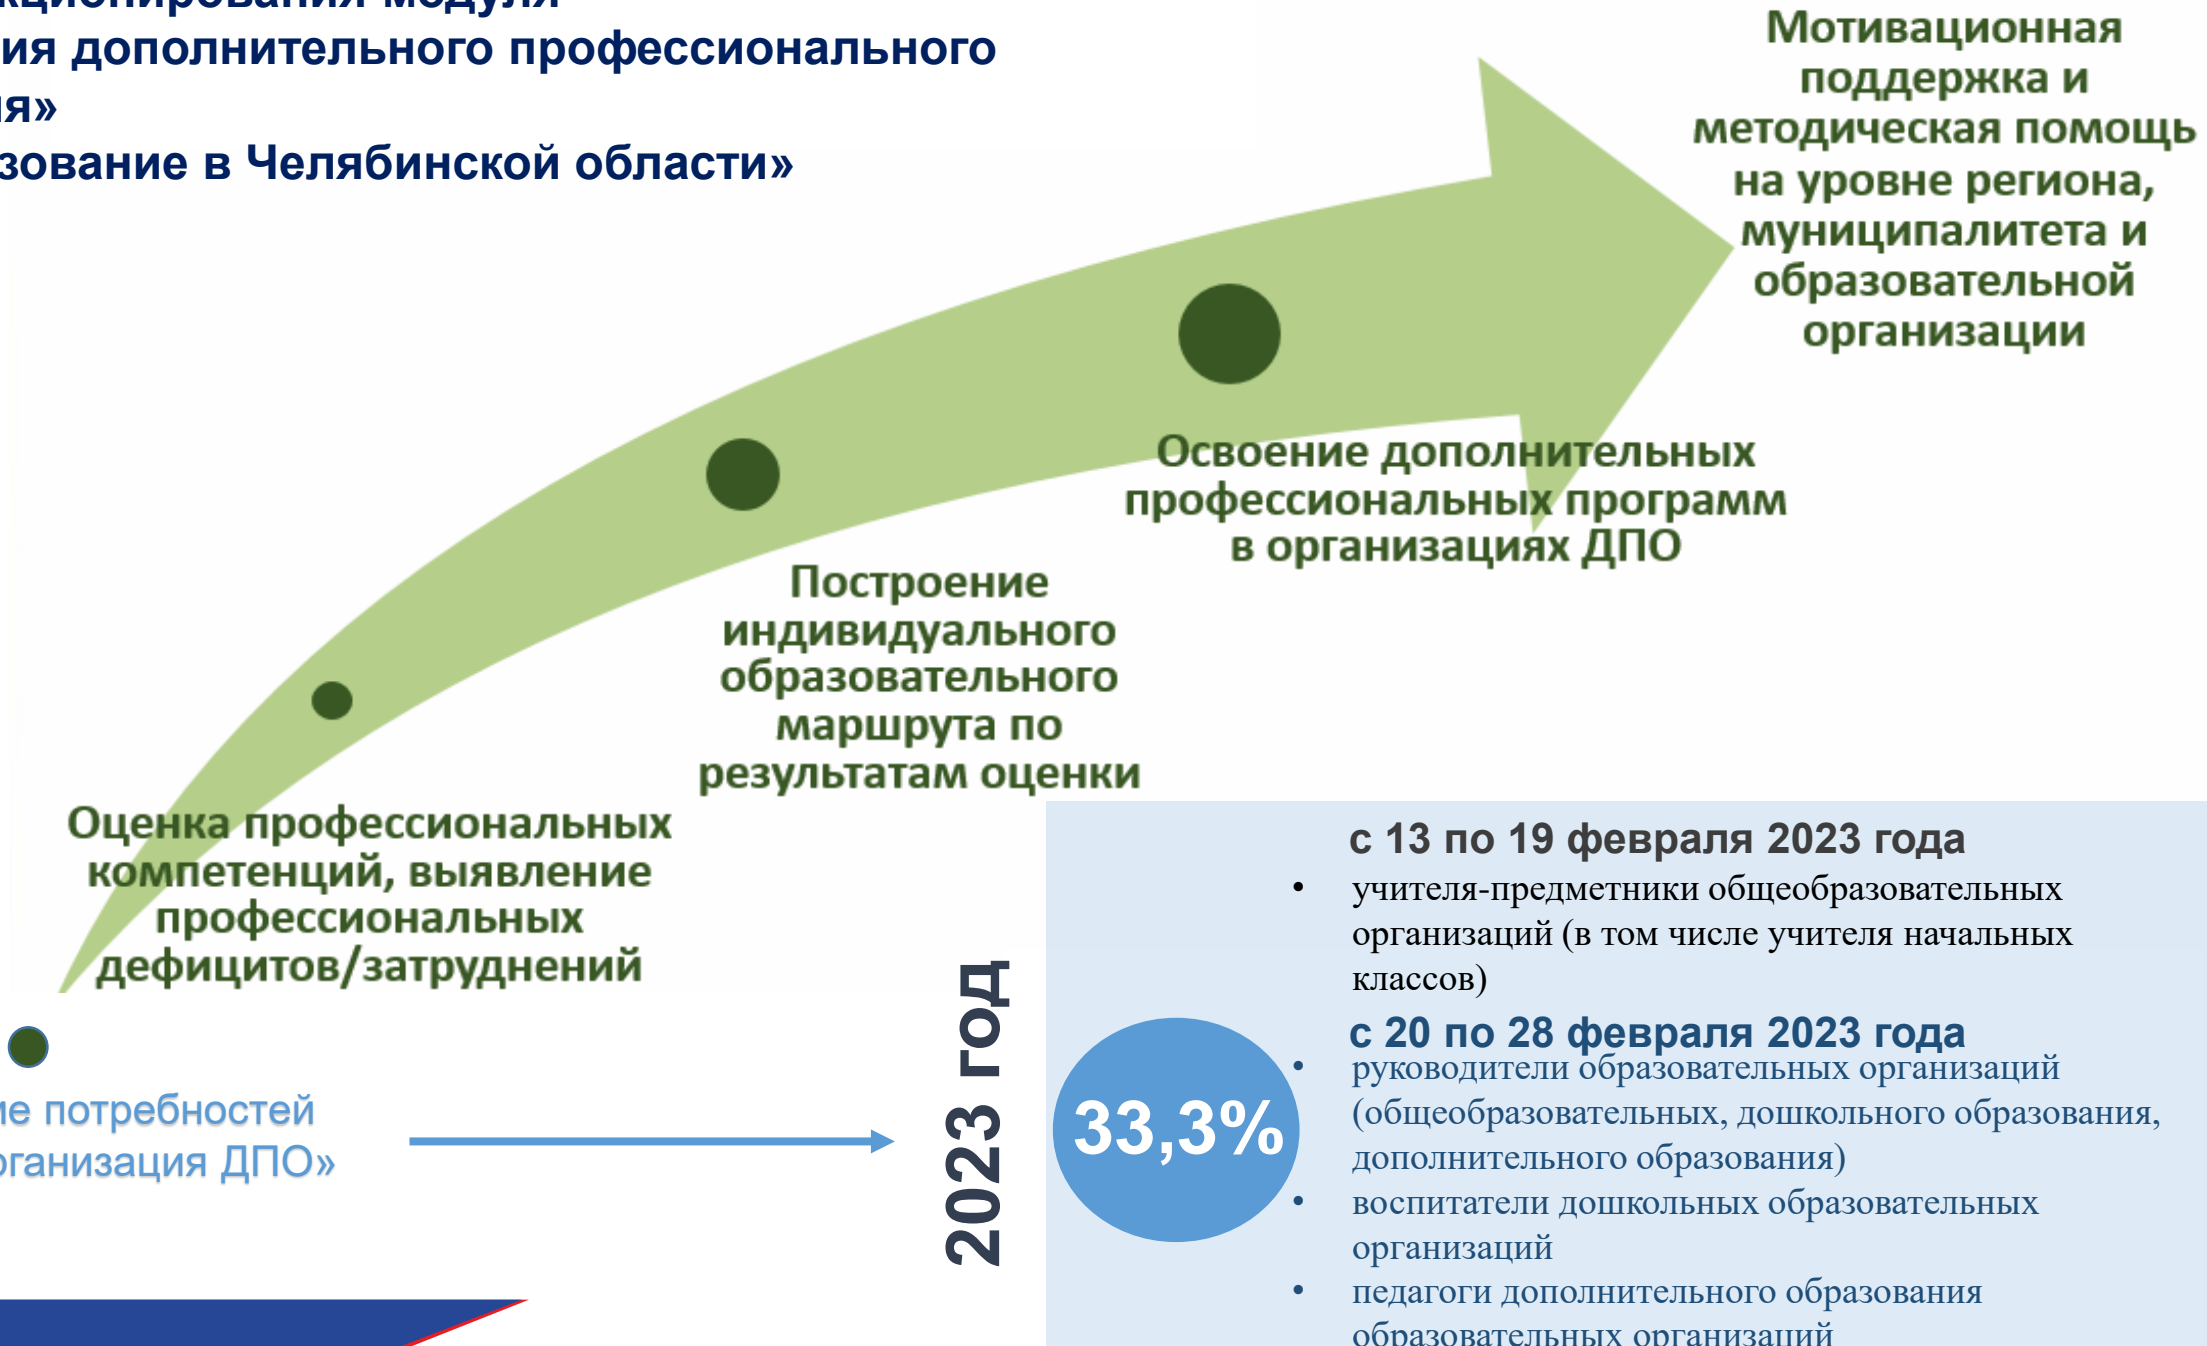 дополнительного профессионального
в Челябинской области»
Мотивационная
поддержка и
методическая помощь
на уровне региона,
муниципалитета и
образовательной
организации
Освоение дополнительных
профессиональных программ
в организациях ДПО
Построение
индивидуального
образовательного
маршрута по
результатам оценки
Оценка профессиональных
компетенций, выявление
профессиональных
дефицитов/затруднений
потребностей
ДПО»
2023 год
33,3%
с 13 по 19 февраля 2023 года
• учителя-предметники общеобразовательных
организаций (в том числе учителя начальных
классов)
с 20 по 28 февраля 2023 года
• руководители образовательных организаций
(общеобразовательных, дошкольного образования,
дополнительного образования)
• воспитатели дошкольных образовательных
организаций
• педагоги дополнительного образования
образовательных организаций